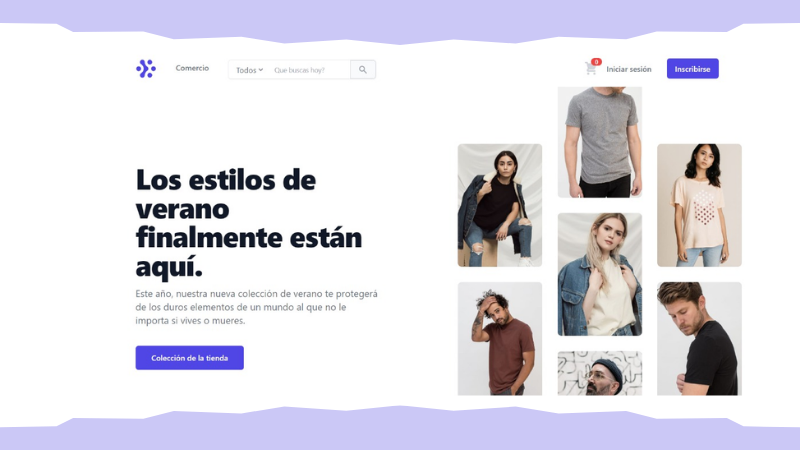 Comercio
Todos
Que buscas hoy?
0
Iniciar sesión
Inscribirse
Los estilos de
verano
finalmente están
aquí.
Este año, nuestra nueva colección de verano te protegerá
de los duros elementos de un mundo al que no le
importa si vives o mueres.
Colección de la tienda